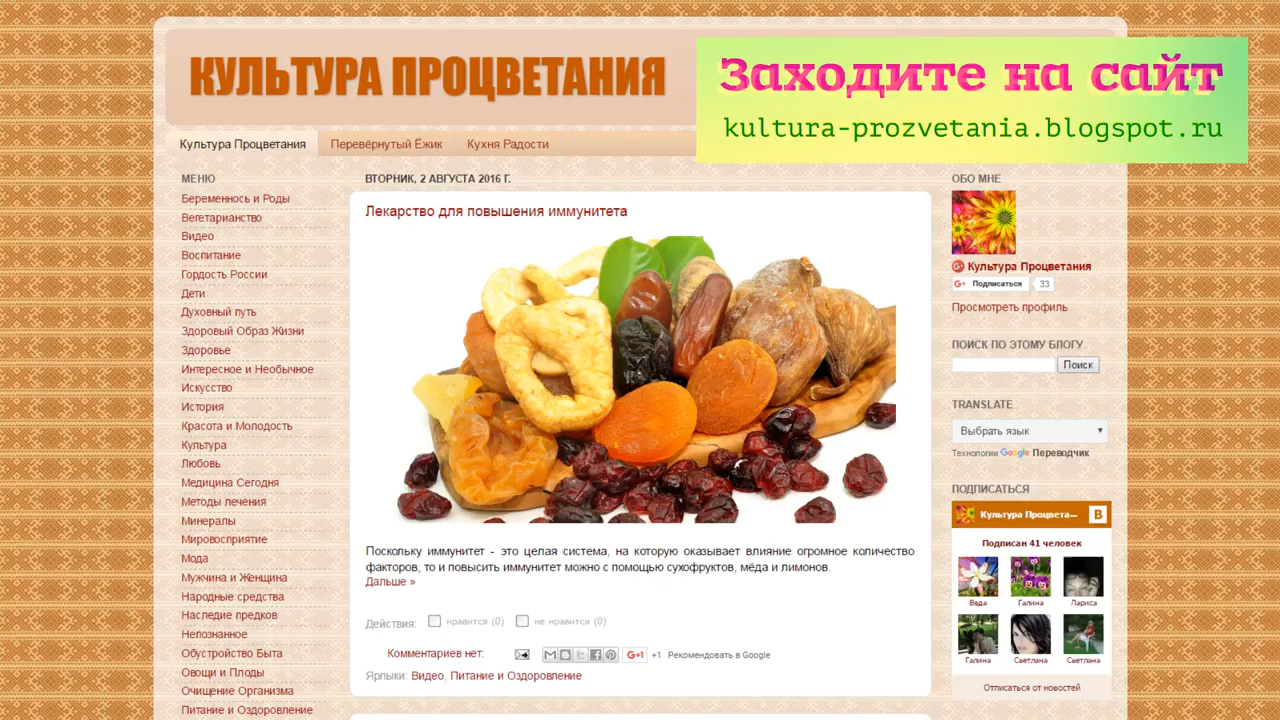 КУЛЬТУРА ПРОЦВЕТАНИЯ
Заходите на сайт
kultura-prozvetania.blogspot.ru
Культура Процветания
Перевёрнутый Ёжик
Кухня Радости
МЕНЮ
Беременнось и Роды
Вегетарианство
Видео
Воспитание
Гордость России
Дети
Духовный путь
Здоровый Образ Жизни
Здоровье
Интересное и Необычное
Искусство
История
Красота и Молодость
Культура
Любовь
Медицина Сегодня
Методы лечения
Минералы
Мировосприятие
Мода
Мужчина и Женщина
Народные средства
Наследие предков
Непознанное
Обустройство Быта
Овощи и Плоды
Очищение Организма
Питание и Оздоровление
ВТОРНИК, 2 АВГУСТА 2016 Г.
Лекарство для повышения иммунитета
Поскольку иммунитет - это целая система, на которую оказывает влияние огромное количество
факторов, то и повысить иммунитет можно с помощью сухофруктов, мёда и лимонов.
Дальше »
Действия: нравится (0) не нравится (0)
Комментариев нет: G+1 +1 Рекомендовать в Google
Ярлыки: Видео, Питание и Оздоровление
ОБО МНЕ
Культура Процветания
G+ Подписаться 33
Просмотреть профиль
ПОИСК ПО ЭТОМУ БЛОГУ
Поиск
TRANSLATE
Выбрать язык
Технологии Google Переводчик
ПОДПИСАТЬСЯ
Культура Процвета... В
Подписан 41 человек
Веда Галина Лариса
Галина Светлана Светлана
Отписаться от новостей